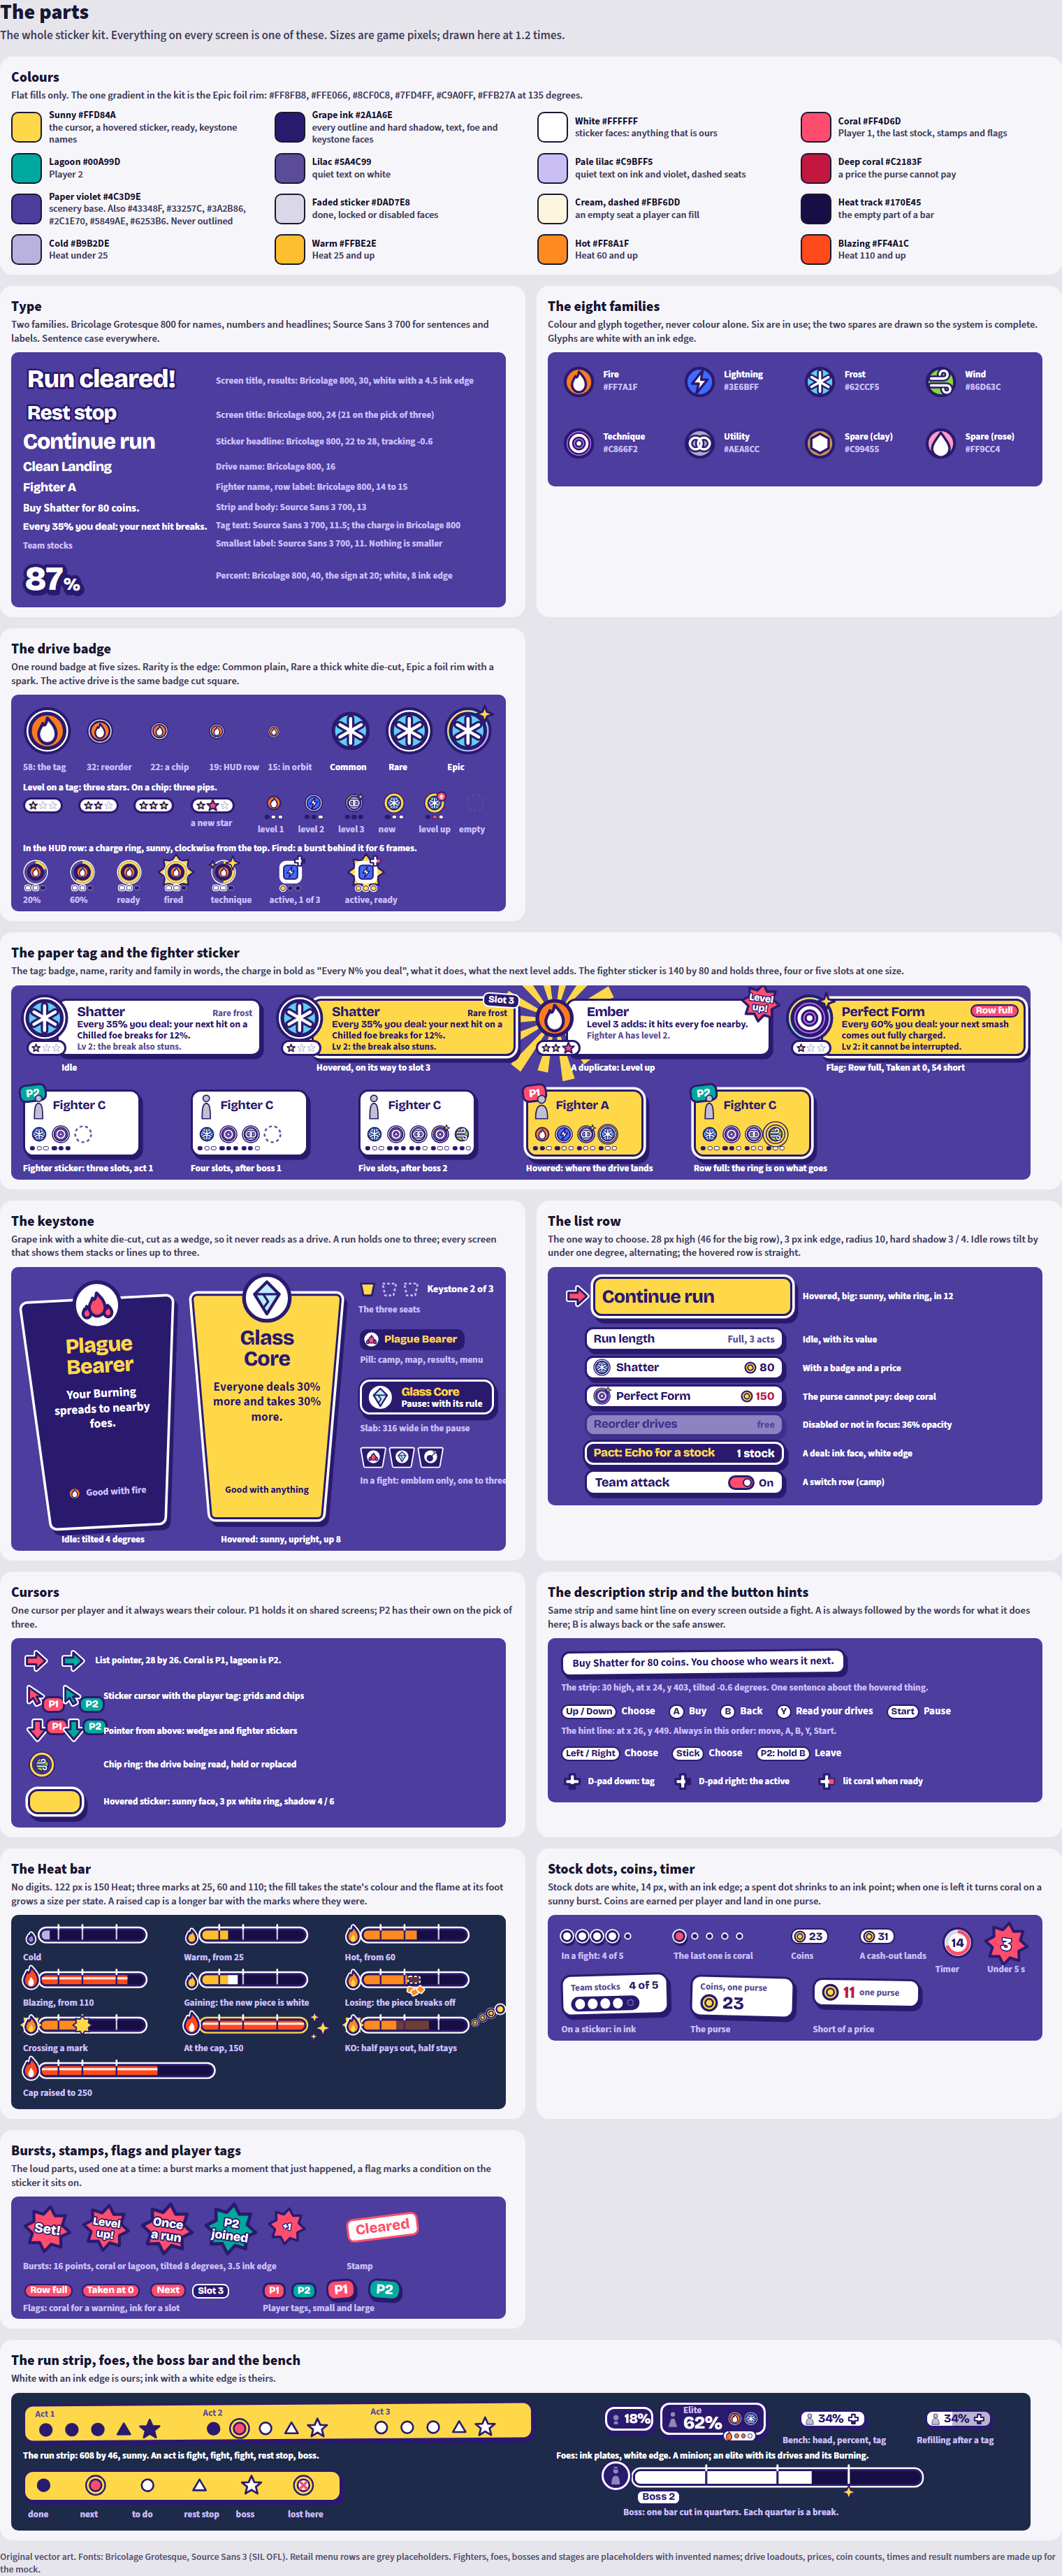 The parts
The whole sticker kit. Everything on every screen is one of these. Sizes are game pixels; drawn here at 1.2 times.
Colours
Flat fills only. The one gradient in the kit is the Epic foil rim: #FF8FB8, #FFE066, #8CF0C8, #7FD4FF, #C9A0FF, #FFB27A at 135 degrees.
Sunny #FFD84A
the cursor, a hovered sticker, ready, keystone
names
Grape ink #2A1A6E
every outline and hard shadow, text, foe and
keystone faces
White #FFFFFF
sticker faces: anything that is ours
Coral #FF4D6D
Player 1, the last stock, stamps and flags
Lagoon #00A99D
Player 2
Lilac #5A4C99
quiet text on white
Pale lilac #C9BFF5
quiet text on ink and violet, dashed seats
Deep coral #C2183F
a price the purse cannot pay
Paper violet #4C3D9E
scenery base. Also #43348F, #33257C, #3A2B86,
#2C1E70, #5849AE, #6253B6. Never outlined
Faded sticker #DAD7E8
done, locked or disabled faces
Cream, dashed #FBF6DD
an empty seat a player can fill
Heat track #170E45
the empty part of a bar
Cold #B9B2DE
Heat under 25
Warm #FFBE2E
Heat 25 and up
Hot #FF8A1F
Heat 60 and up
Blazing #FF4A1C
Heat 110 and up
Type
Two families. Bricolage Grotesque 800 for names, numbers and headlines; Source Sans 3 700 for sentences and
labels. Sentence case everywhere.
Run cleared!
Screen title, results: Bricolage 800, 30, white with a 4.5 ink edge
Rest stop
Screen title: Bricolage 800, 24 (21 on the pick of three)
Continue run
Sticker headline: Bricolage 800, 22 to 28, tracking -0.6
Clean Landing
Drive name: Bricolage 800, 16
Fighter A
Fighter name, row label: Bricolage 800, 14 to 15
Buy Shatter for 80 coins.
Strip and body: Source Sans 3 700, 13
Every 35% you deal: your next hit breaks.
Tag text: Source Sans 3 700, 11.5; the charge in Bricolage 800
Team stocks
Smallest label: Source Sans 3 700, 11. Nothing is smaller
87%
Percent: Bricolage 800, 40, the sign at 20; white, 8 ink edge
The eight families
Colour and glyph together, never colour alone. Six are in use; the two spares are drawn so the system is complete.
Glyphs are white with an ink edge.
Fire
#FF7A1F
Lightning
#3E6BFF
Frost
#62CCF5
Wind
#86D63C
Technique
#C866F2
Utility
#AEA8CC
Spare (clay)
#C99455
Spare (rose)
#FF9CC4
The drive badge
One round badge at five sizes. Rarity is the edge: Common plain, Rare a thick white die-cut, Epic a foil rim with a
spark. The active drive is the same badge cut square.
58: the tag
32: reorder
22: a chip
19: HUD row
15: in orbit
Common
Rare
Epic
Level on a tag: three stars. On a chip: three pips.
a new star
level 1
level 2
level 3
new
level up
empty
In the HUD row: a charge ring, sunny, clockwise from the top. Fired: a burst behind it for 6 frames.
20%
60%
ready
fired
technique
active, 1 of 3
active, ready
The paper tag and the fighter sticker
The tag: badge, name, rarity and family in words, the charge in bold as "Every N% you deal", what it does, what the next level adds. The fighter sticker is 140 by 80 and holds three, four or five slots at one size.
Shatter
Rare frost
Every 35% you deal: your next hit on a
Chilled foe breaks for 12%.
Lv 2: the break also stuns.
Idle
Slot 3
Shatter
Rare frost
Every 35% you deal: your next hit on a
Chilled foe breaks for 12%.
Lv 2: the break also stuns.
Hovered, on its way to slot 3
Level
up!
Ember
Level 3 adds: it hits every foe nearby.
Fighter A has level 2.
A duplicate: Level up
Perfect Form
Row full
Every 60% you deal: your next smash
comes out fully charged.
Lv 2: it cannot be interrupted.
Flag: Row full, Taken at 0, 54 short
P2
Fighter C
Fighter sticker: three slots, act 1
Fighter C
Four slots, after boss 1
Fighter C
Five slots, after boss 2
P1
Fighter A
Hovered: where the drive lands
P2
Fighter C
Row full: the ring is on what goes
The keystone
Grape ink with a white die-cut, cut as a wedge, so it never reads as a drive. A run holds one to three; every screen
that shows them stacks or lines up to three.
Plague
Bearer
Your Burning
spreads to nearby
foes.
Good with fire
Idle: tilted 4 degrees
Glass
Core
Everyone deals 30%
more and takes 30%
more.
Good with anything
Hovered: sunny, upright, up 8
Keystone 2 of 3
The three seats
Plague Bearer
Pill: camp, map, results, menu
Glass Core
Pause: with its rule
Slab: 316 wide in the pause
In a fight: emblem only, one to three
The list row
The one way to choose. 28 px high (46 for the big row), 3 px ink edge, radius 10, hard shadow 3 / 4. Idle rows tilt by
under one degree, alternating; the hovered row is straight.
Continue run
Hovered, big: sunny, white ring, in 12
Run length
Full, 3 acts
Idle, with its value
Shatter
80
With a badge and a price
Perfect Form
150
The purse cannot pay: deep coral
Reorder drives
free
Disabled or not in focus: 36% opacity
Pact: Echo for a stock
1 stock
A deal: ink face, white edge
Team attack
On
A switch row (camp)
Cursors
One cursor per player and it always wears their colour. P1 holds it on shared screens; P2 has their own on the pick of
three.
List pointer, 28 by 26. Coral is P1, lagoon is P2.
P1
P2
Sticker cursor with the player tag: grids and chips
P1
P2
Pointer from above: wedges and fighter stickers
Chip ring: the drive being read, held or replaced
Hovered sticker: sunny face, 3 px white ring, shadow 4 / 6
The description strip and the button hints
Same strip and same hint line on every screen outside a fight. A is always followed by the words for what it does
here; B is always back or the safe answer.
Buy Shatter for 80 coins. You choose who wears it next.
The strip: 30 high, at x 24, y 403, tilted -0.6 degrees. One sentence about the hovered thing.
Up / Down Choose A Buy B Back Y Read your drives Start Pause
The hint line: at x 26, y 449. Always in this order: move, A, B, Y, Start.
Left / Right Choose Stick Choose P2: hold B Leave
D-pad down: tag
D-pad right: the active
lit coral when ready
The Heat bar
No digits. 122 px is 150 Heat; three marks at 25, 60 and 110; the fill takes the state's colour and the flame at its foot
grows a size per state. A raised cap is a longer bar with the marks where they were.
Cold
Warm, from 25
Hot, from 60
Blazing, from 110
Gaining: the new piece is white
Losing: the piece breaks off
Crossing a mark
At the cap, 150
KO: half pays out, half stays
Cap raised to 250
Stock dots, coins, timer
Stock dots are white, 14 px, with an ink edge; a spent dot shrinks to an ink point; when one is left it turns coral on a
sunny burst. Coins are earned per player and land in one purse.
23
31
14
3
In a fight: 4 of 5
The last one is coral
Coins
A cash-out lands
Timer
Under 5 s
Team stocks
4 of 5
On a sticker: in ink
Coins, one purse
23
The purse
11 one purse
Short of a price
Bursts, stamps, flags and player tags
The loud parts, used one at a time: a burst marks a moment that just happened, a flag marks a condition on the
sticker it sits on.
Set!
Level
up!
Once
a run
P2
joined
+1
Cleared
Bursts: 16 points, coral or lagoon, tilted 8 degrees, 3.5 ink edge
Stamp
Row full
Taken at 0
Next
Slot 3
P1
P2
P1
P2
Flags: coral for a warning, ink for a slot
Player tags, small and large
The run strip, foes, the boss bar and the bench
White with an ink edge is ours; ink with a white edge is theirs.
Act 1
Act 2
Act 3
The run strip: 608 by 46, sunny. An act is fight, fight, fight, rest stop, boss.
done
next
to do
rest stop
boss
lost here
18%
Elite
62%
34%
34%
Bench: head, percent, tag
Refilling after a tag
Foes: ink plates, white edge. A minion; an elite with its drives and its Burning.
Boss 2
Boss: one bar cut in quarters. Each quarter is a break.
Original vector art. Fonts: Bricolage Grotesque, Source Sans 3 (SIL OFL). Retail menu rows are grey placeholders. Fighters, foes, bosses and stages are placeholders with invented names; drive loadouts, prices, coin counts, times and result numbers are made up for
the mock.